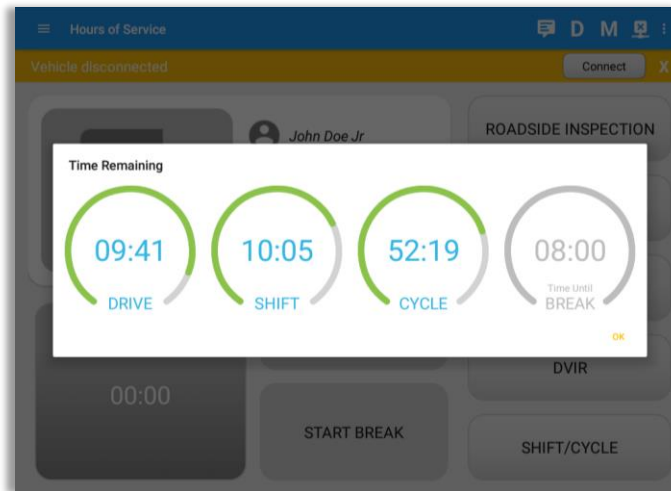 Hours of Service
D M
Vehicle disconnected
Connect X
John Doe Jr
ROADSIDE INSPECTION
Time Remaining
09:41
DRIVE
10:05
SHIFT
52:19
CYCLE
08:00
Time Until
BREAK
OK
00:00
START BREAK
DVIR
SHIFT/CYCLE